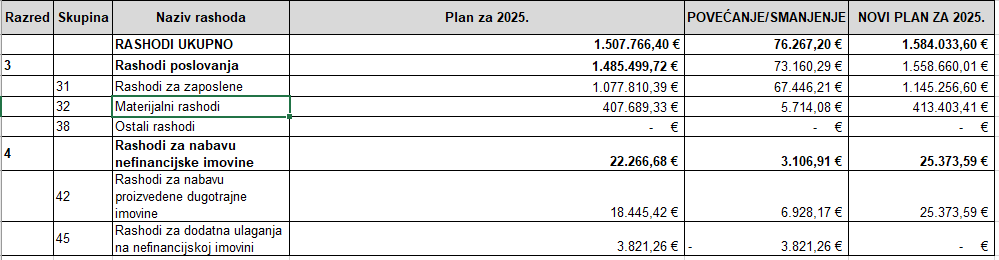 Razred Skupina Naziv rashoda Plan za 2025. POVEĆANJE/SMANJENJE NOVI PLAN ZA 2025.
RASHODI UKUPNO 1.507.766,40 € 76.267,20 € 1.584.033,60 €
3 Rashodi poslovanja 1.485.499,72 € 73.160,29 € 1.558.660,01 €
31 Rashodi za zaposlene 1.077.810,39 € 67.446,21 € 1.145.256,60 €
32 Materijalni rashodi 407.689,33 € 5.714,08 € 413.403,41 €
38 Ostali rashodi - € - € - €
4 Rashodi za nabavu
nefinancijske imovine 22.266,68 € 3.106,91 € 25.373,59 €
Rashodi za nabavu
42 proizvedene dugotrajne
imovine 18.445,42 € 6.928,17 € 25.373,59 €
45 Rashodi za dodatna ulaganja
na nefinancijskoj imovini 3.821,26 € - 3.821,26 € - €